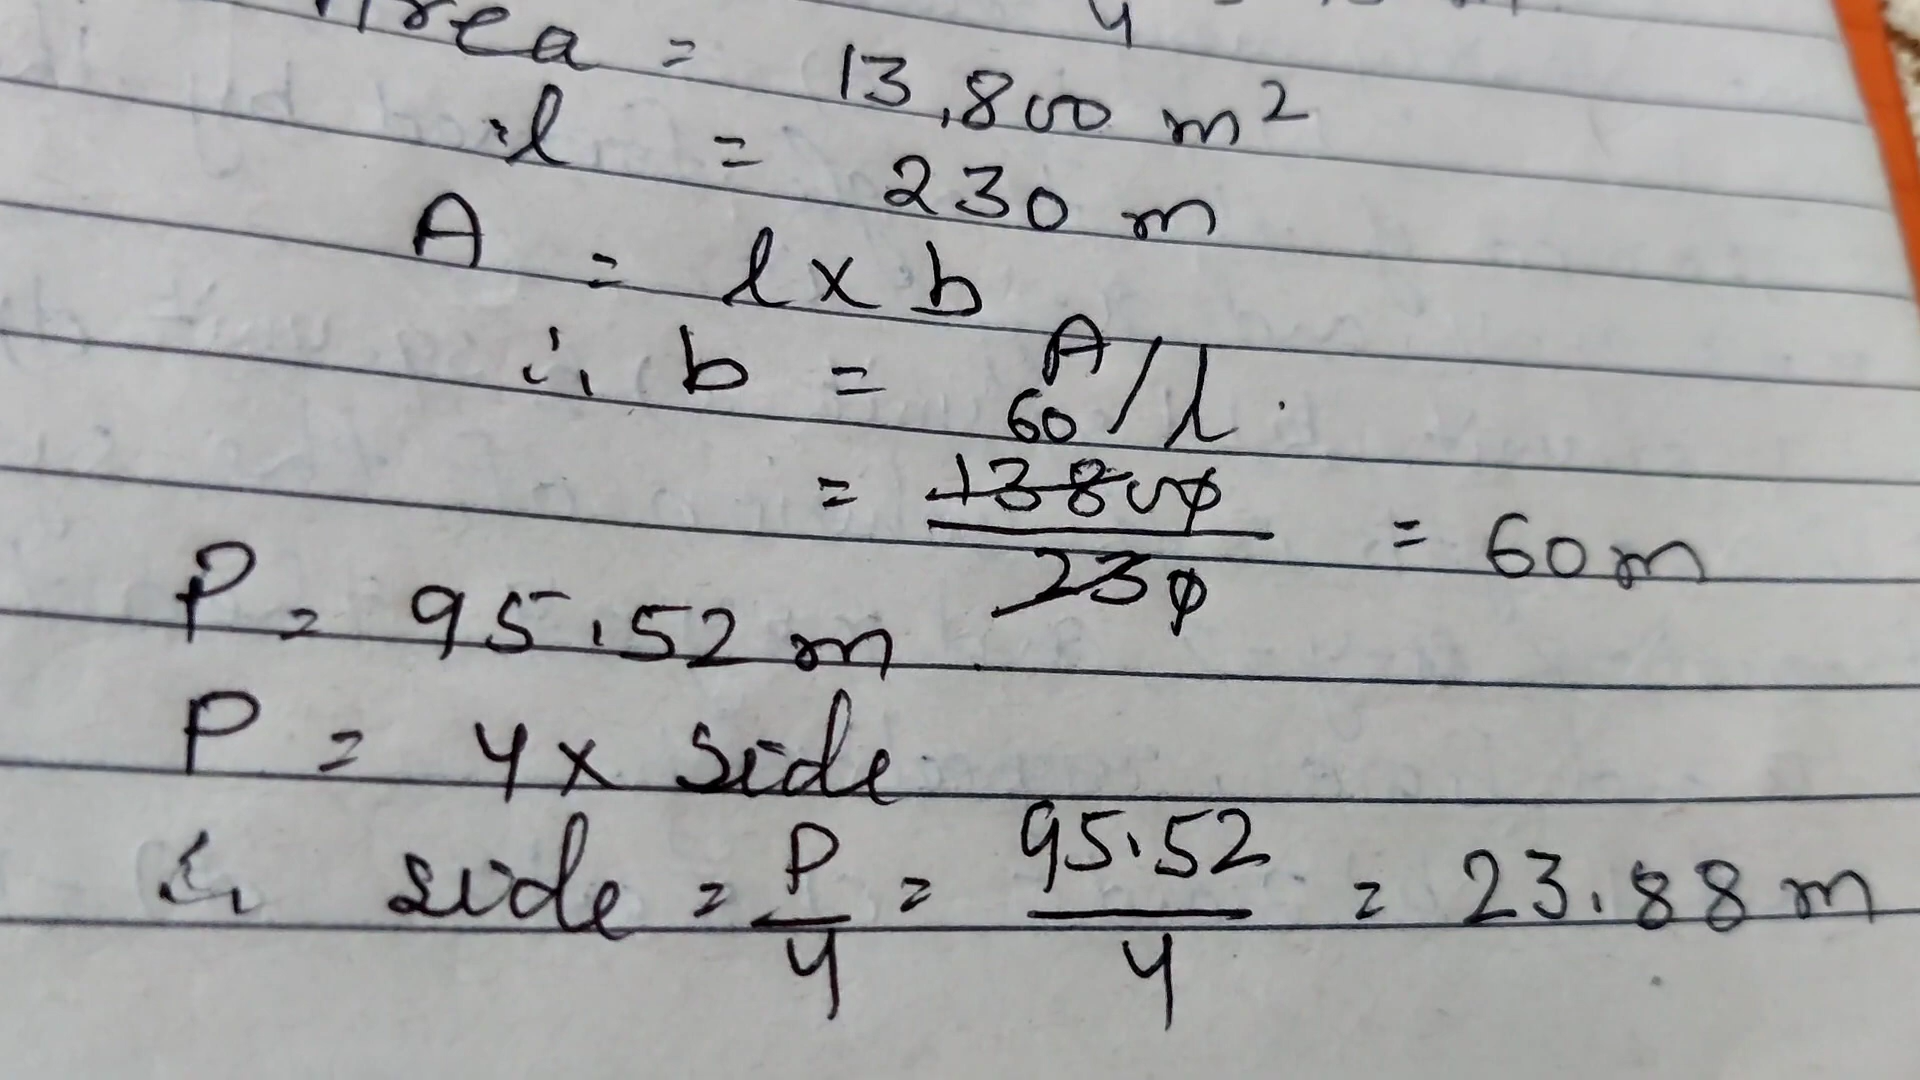 Area = 13,800 m²
l = 230 m
A = l x b
∴ b = A/l
60
= 13800/230 = 60 m
P = 95.52 m
P = 4 x side
∴ side = P/4 = 95.52/4 = 23.88 m